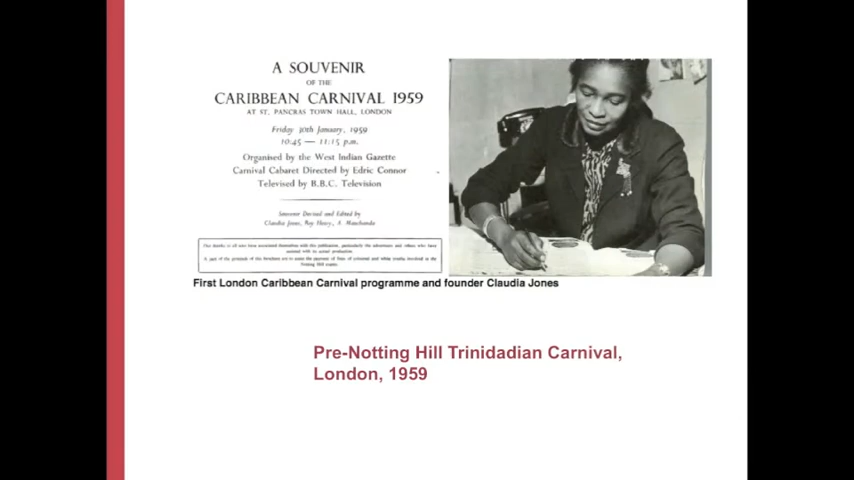 A SOUVENIR
OF THE
CARIBBEAN CARNIVAL 1959
AT ST. PANCRAS TOWN HALL, LONDON
Friday 30th January, 1959
10:45 — 11:15 p.m.
Organised by the West Indian Gazette
Carnival Cabaret Directed by Edric Connor
Televised by B.B.C. Television
Souvenir Devised and Edited by
Claudia Jones, Roy Henry,
First London Caribbean Carnival programme and founder Claudia Jones
Pre-Notting Hill Trinidadian Carnival,
London, 1959